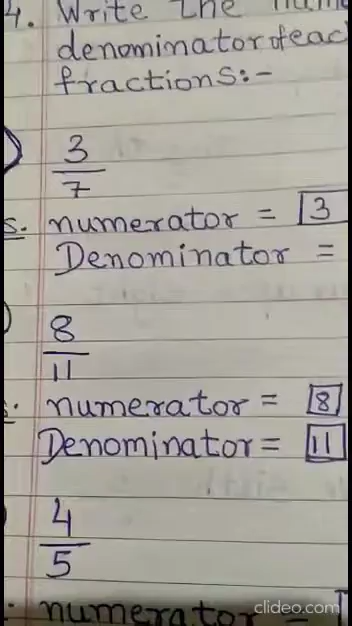 4. Write the
denominator of eac
fractions:-
3
7
s. numerator = 3
Denominator =
8
11
s: numerator = 8
Denominator = 11
4
5
: numerator =
clideo.com